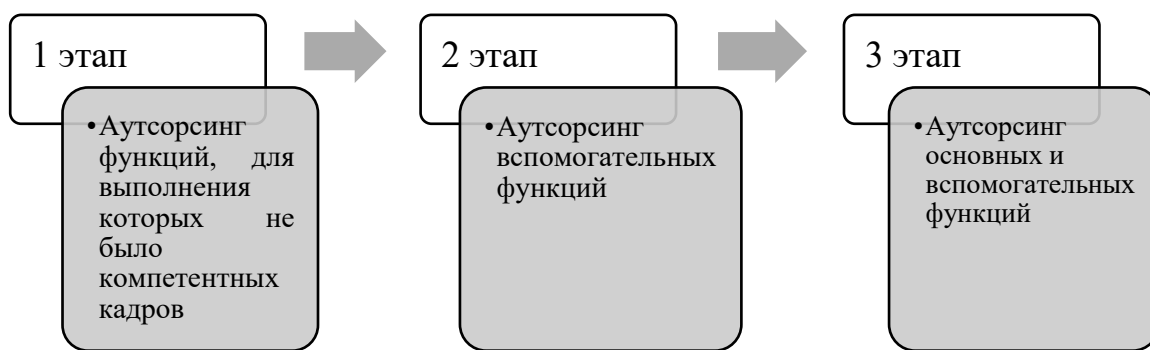 1 этап
•Аутсорсинг
функций, для
выполнения
которых не
было
компетентных
кадров
2 этап
•Аутсорсинг
вспомогательных
функций
3 этап
•Аутсорсинг
основных и
вспомогательных
функций